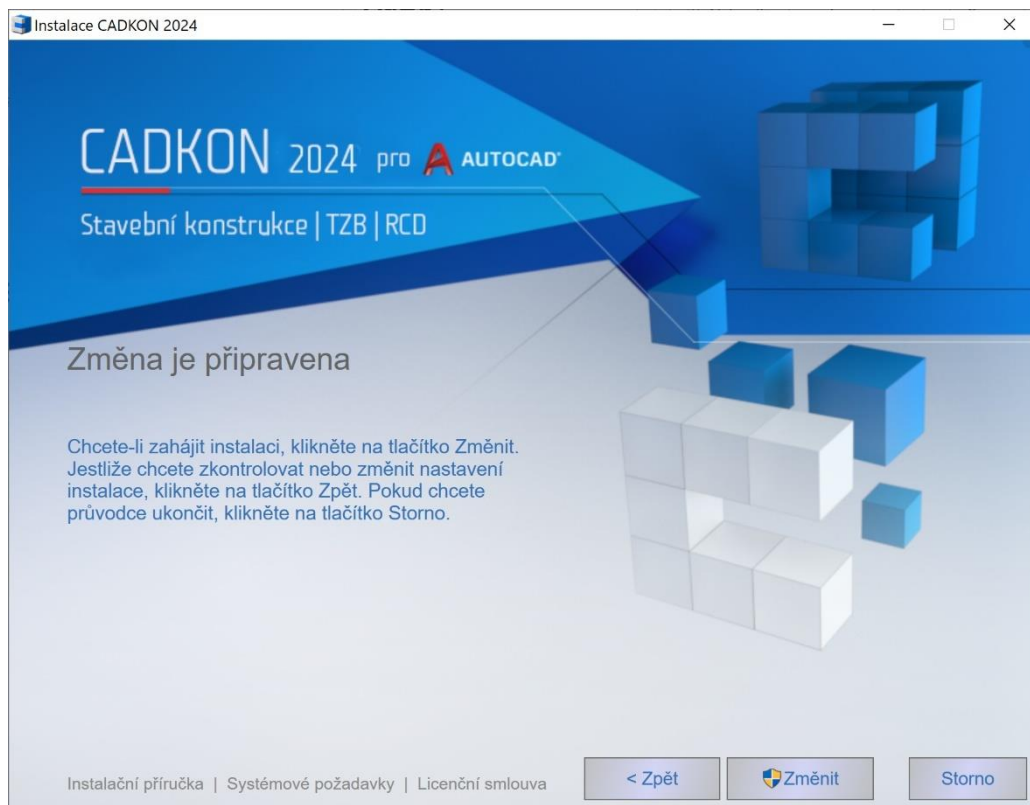 Instalace CADKON 2024
CADKON 2024 pro AUTOCAD®
Stavební konstrukce | TZB | RCD
Změna je připravena
Chcete-li zahájit instalaci, klikněte na tlačítko Změnit.
Jestliže chcete zkontrolovat nebo změnit nastavení
instalace, klikněte na tlačítko Zpět. Pokud chcete
průvodce ukončit, klikněte na tlačítko Storno.
Instalační příručka | Systémové požadavky | Licenční smlouva
< Zpět
Změnit
Storno